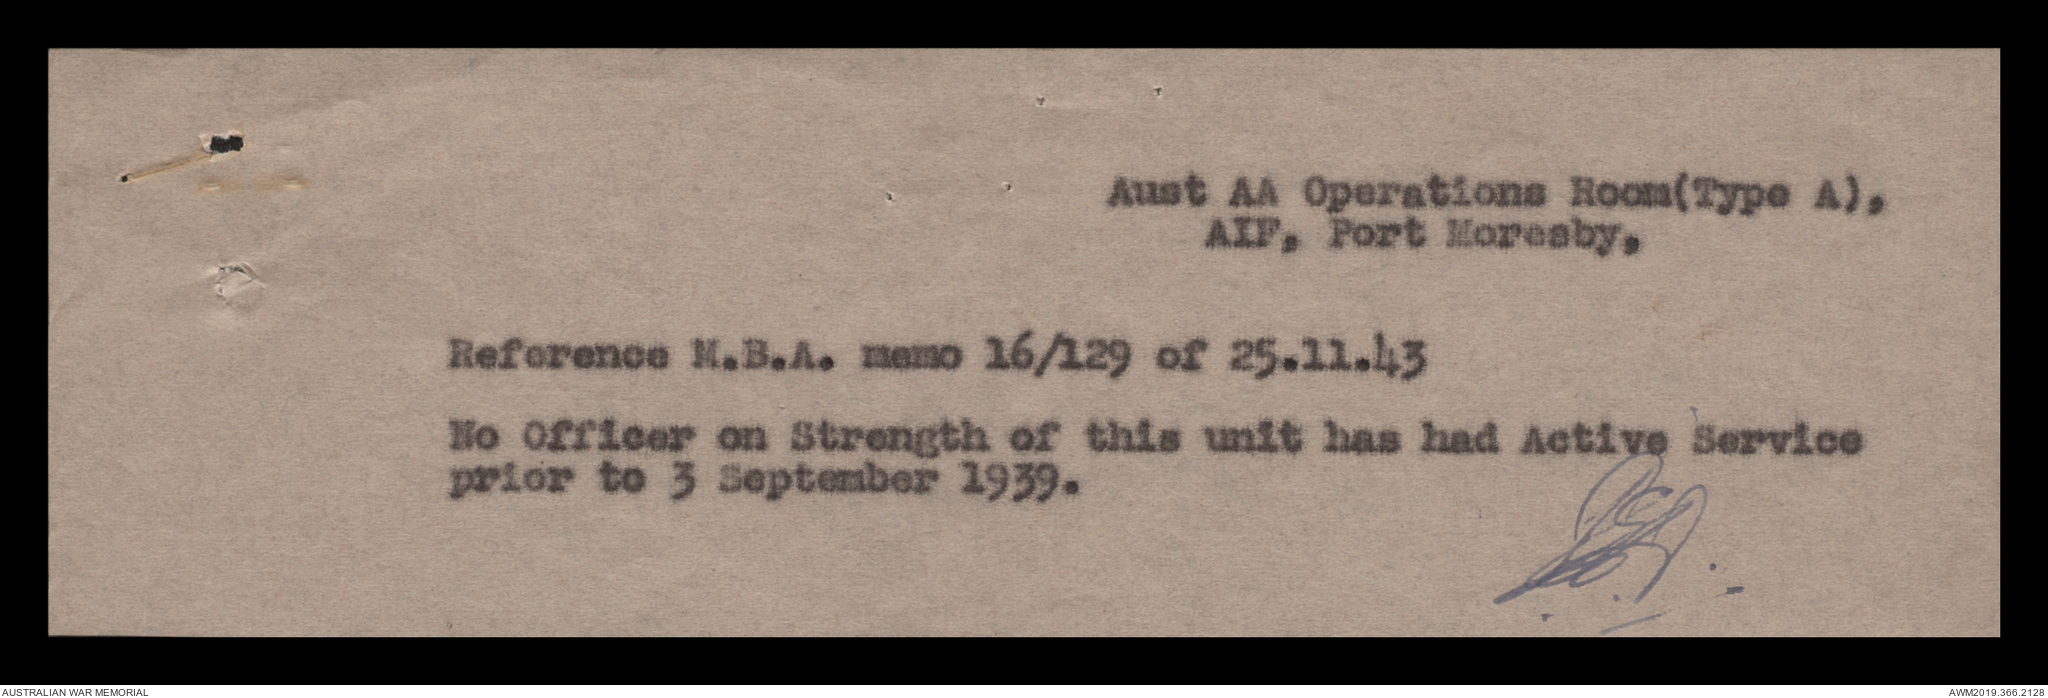 Aust AA Operations Room(Type A),
AIF, Port Moresby.
Reference M.B.A. memo 16/129 of 25.11.43
No Officer on Strength of this unit has had Active Service
prior to 3 September 1939.
AUSTRALIAN WAR MEMORIAL
AWM2019.366.2128